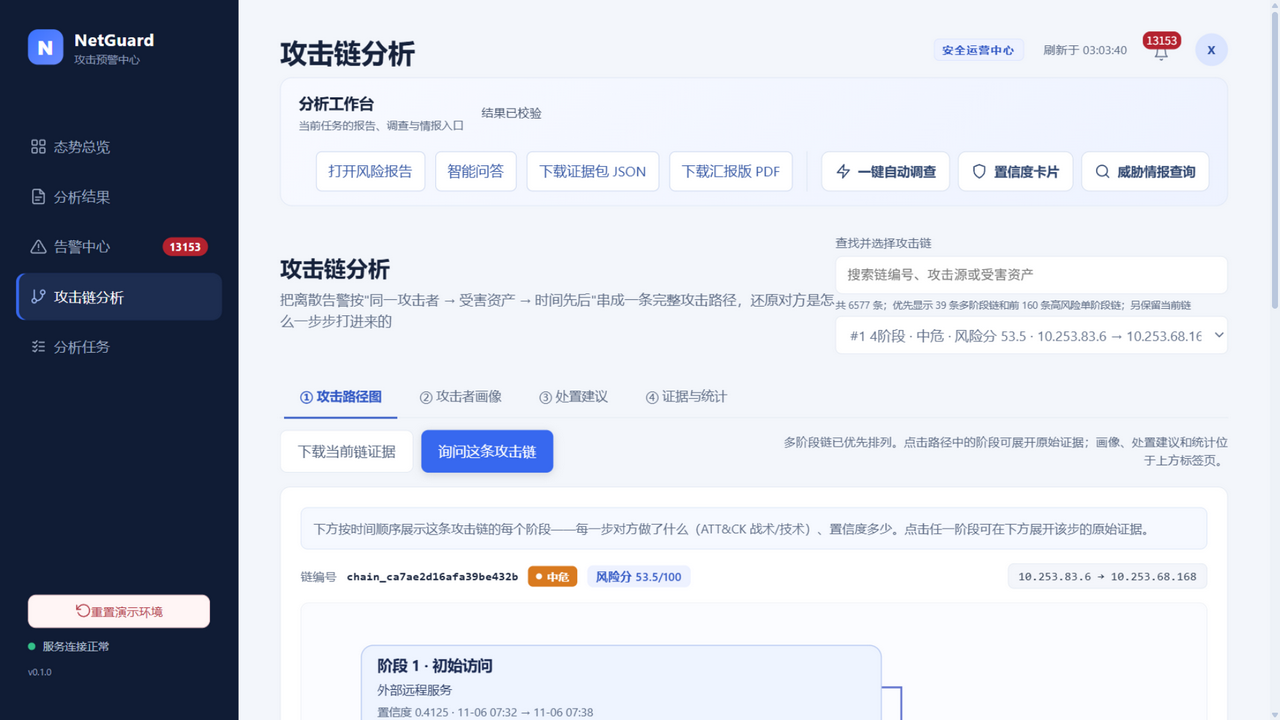 N
NetGuard
攻击预警中心
态势总览
分析结果
告警中心
13153
攻击链分析
分析任务
重置演示环境
服务连接正常
v0.1.0
攻击链分析
安全运营中心
刷新于 03:03:40
13153
X
分析工作台
当前任务的报告、调查与情报入口
结果已校验
打开风险报告
智能问答
下载证据包 JSON
下载汇报版 PDF
一键自动调查
置信度卡片
威胁情报查询
攻击链分析
把离散告警按"同一攻击者 → 受害资产 → 时间先后"串成一条完整攻击路径，还原对方是怎
么一步步打进来的
查找并选择攻击链
搜索链编号、攻击源或受害资产
共 6577 条；优先显示 39 条多阶段链和前 160 条高风险单阶段链；另保留当前链
#1 4阶段 · 中危 · 风险分 53.5 · 10.253.83.6 → 10.253.68.16
① 攻击路径图
② 攻击者画像
③ 处置建议
④ 证据与统计
下载当前链证据
询问这条攻击链
多阶段链已优先排列。点击路径中的阶段可展开原始证据；画像、处置建议和统计位
于上方标签页。
下方按时间顺序展示这条攻击链的每个阶段——每一步对方做了什么（ATT&CK 战术/技术）、置信度多少。点击任一阶段可在下方展开该步的原始证据。
链编号 chain_ca7ae2d16afa39be432b
中危
风险分 53.5/100
10.253.83.6 → 10.253.68.168
阶段 1 · 初始访问
外部远程服务
置信度 0.4125 · 11-06 07:32 → 11-06 07:38